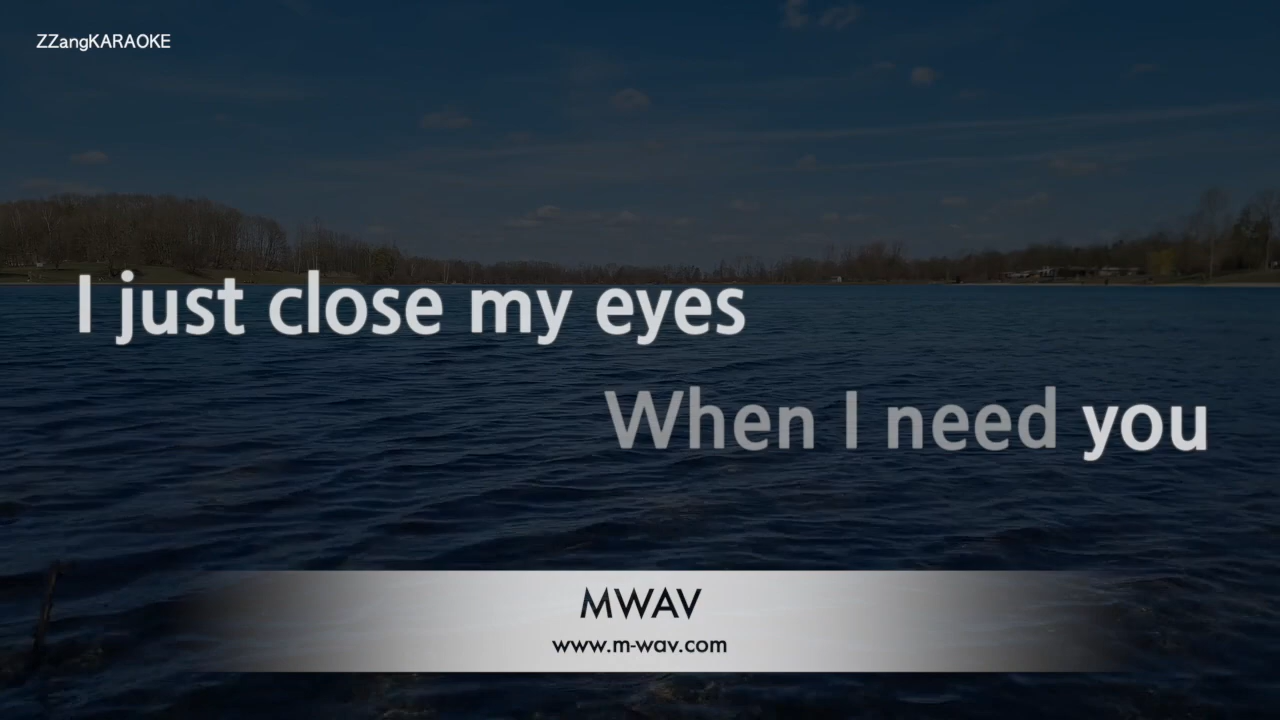 ZZangKARAOKE
I just close my eyes
When I need you
MWAV
www.m-wav.com